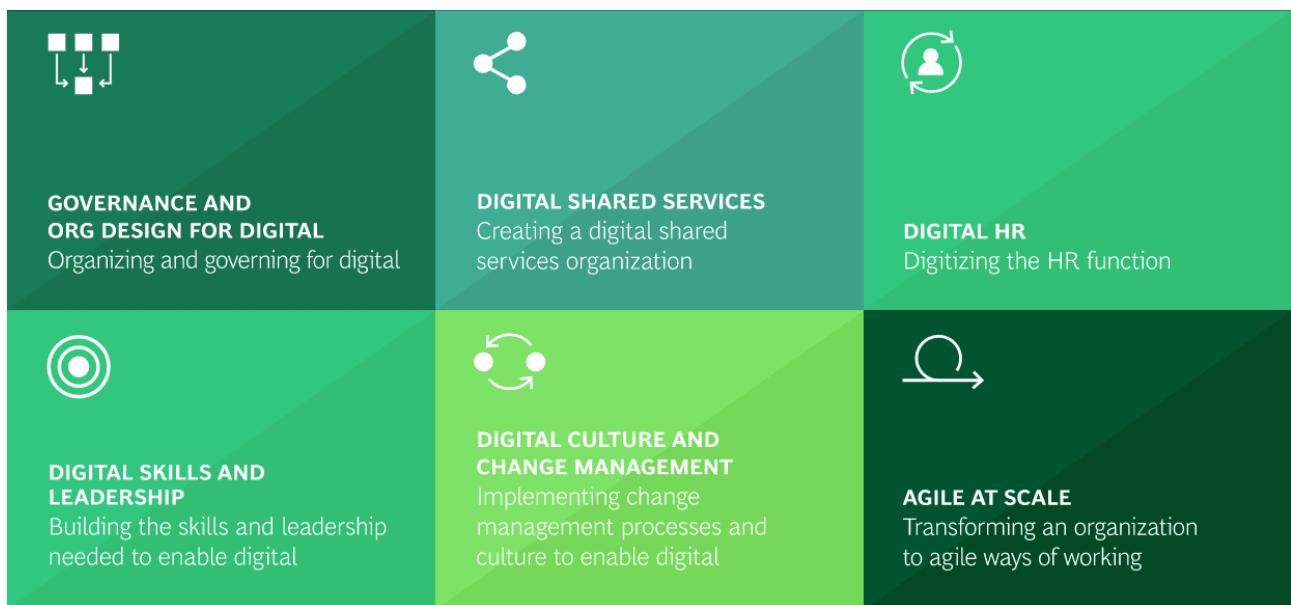 GOVERNANCE AND
ORG DESIGN FOR DIGITAL
Organizing and governing for digital
DIGITAL SHARED SERVICES
Creating a digital shared
services organization
DIGITAL HR
Digitizing the HR function
DIGITAL SKILLS AND
LEADERSHIP
Building the skills and leadership
needed to enable digital
DIGITAL CULTURE AND
CHANGE MANAGEMENT
Implementing change
management processes and
culture to enable digital
AGILE AT SCALE
Transforming an organization
to agile ways of working